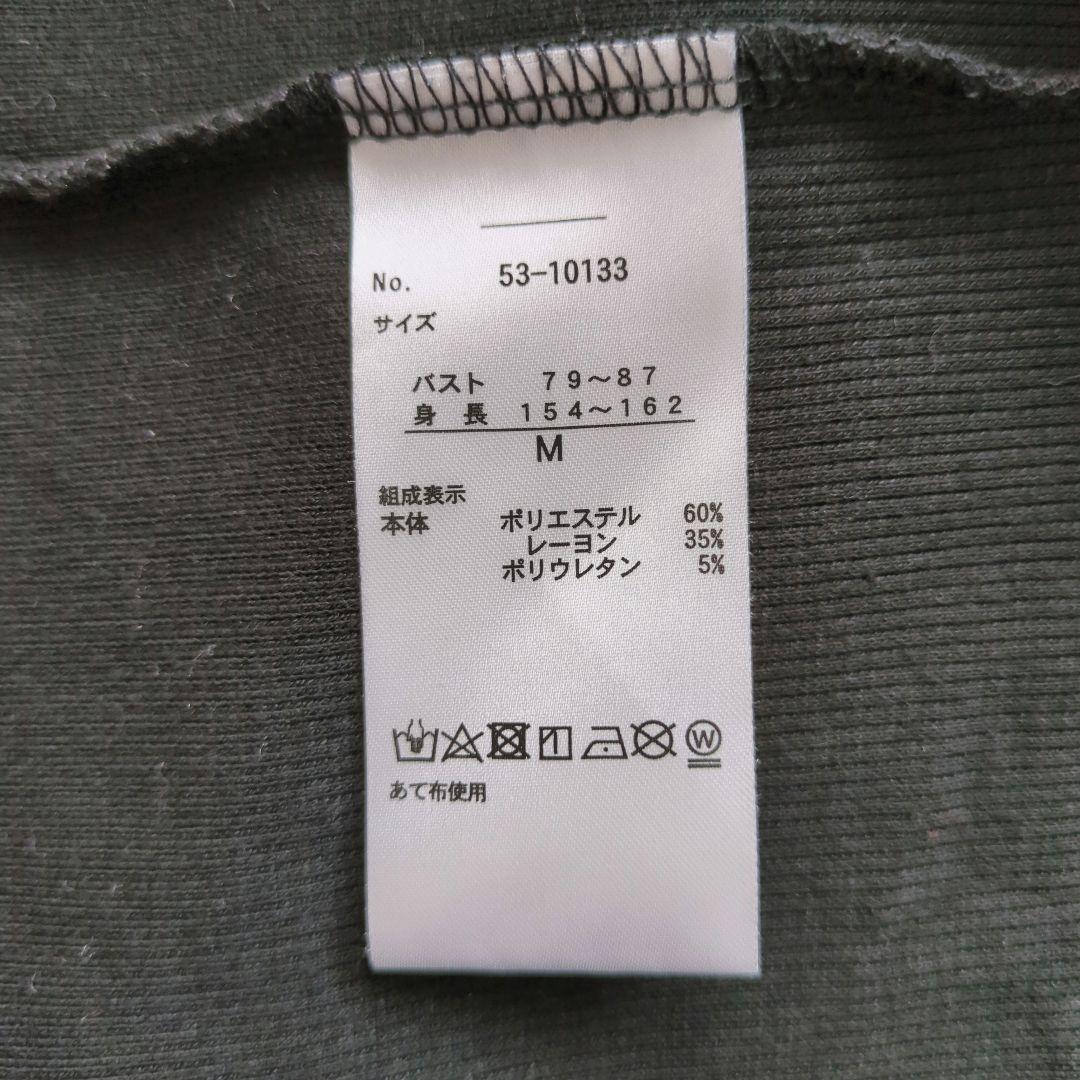 No. 53-10133
サイズ
バスト 79～87
身長 154～162
M
組成表示
本体 ポリエステル 60%
レーヨン 35%
ポリウレタン 5%
W
あて布使用